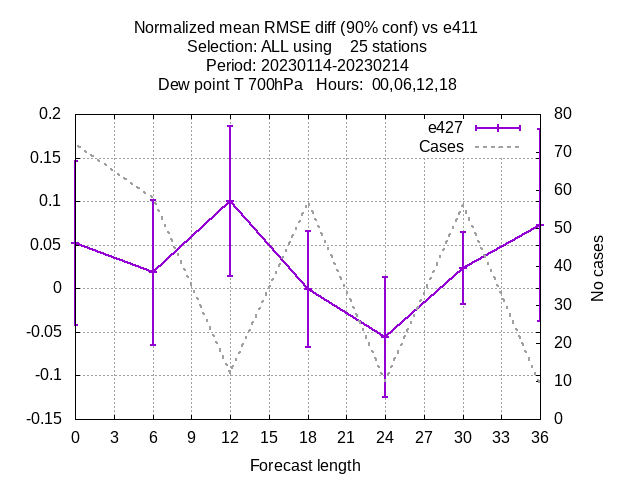 Normalized mean RMSE diff (90% conf) vs e411
Selection: ALL using    25 stations
Period: 20230114-20230214
Dew point T 700hPa   Hours:  00,06,12,18
0.2
0.15
0.1
0.05
0
-0.05
-0.1
-0.15
e427
Cases
80
70
60
50
40
30
20
10
0
No cases
0 3 6 9 12 15 18 21 24 27 30 33 36
Forecast length